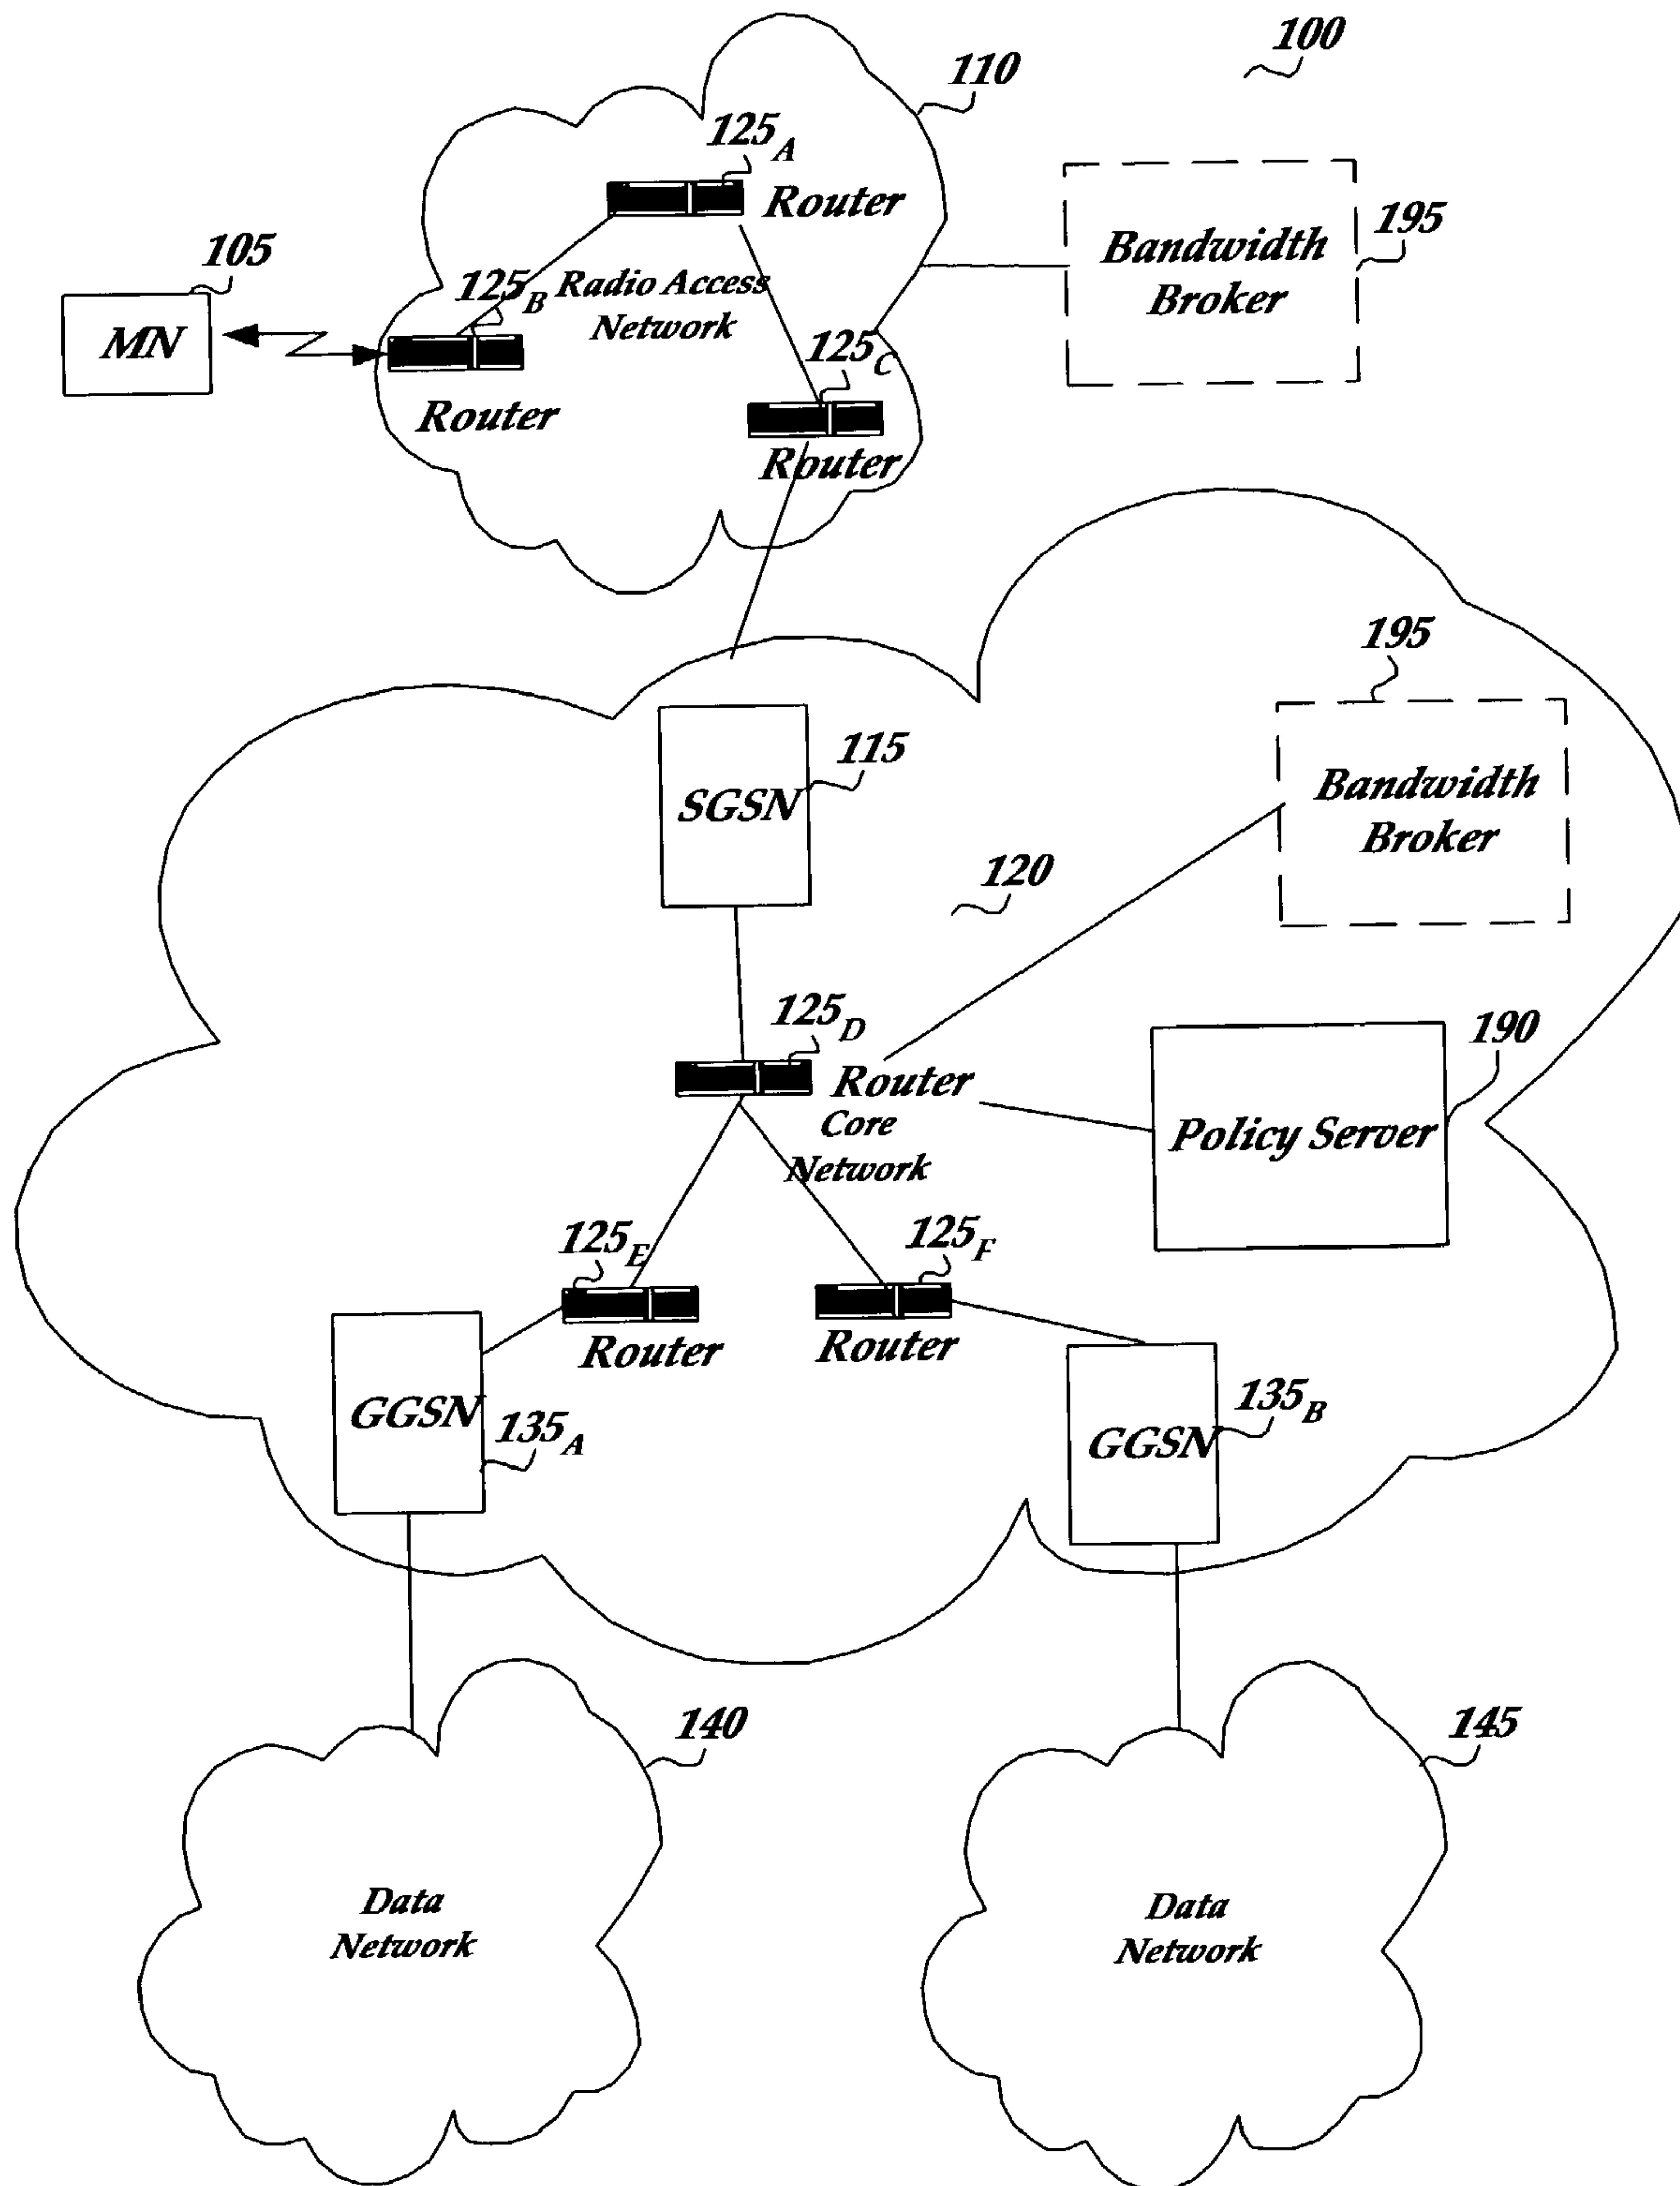 100
110
125A
Router
Bandwidth
Broker
195
105
MN
125B
Radio Access
Network
125C
Router
Router
195
Bandwidth
Broker
115
SGSN
120
125D
Router
Core
Network
190
Policy Server
125E
Router
125F
Router
GGSN
135A
GGSN
135B
140
Data
Network
145
Data
Network